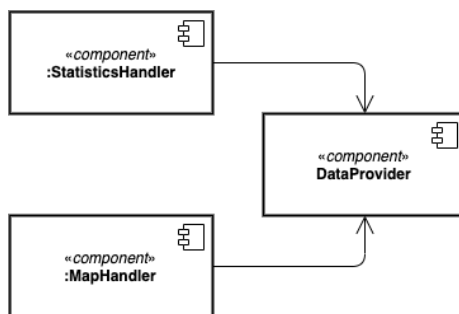 «component»
:StatisticsHandler
«component»
DataProvider
«component»
:MapHandler